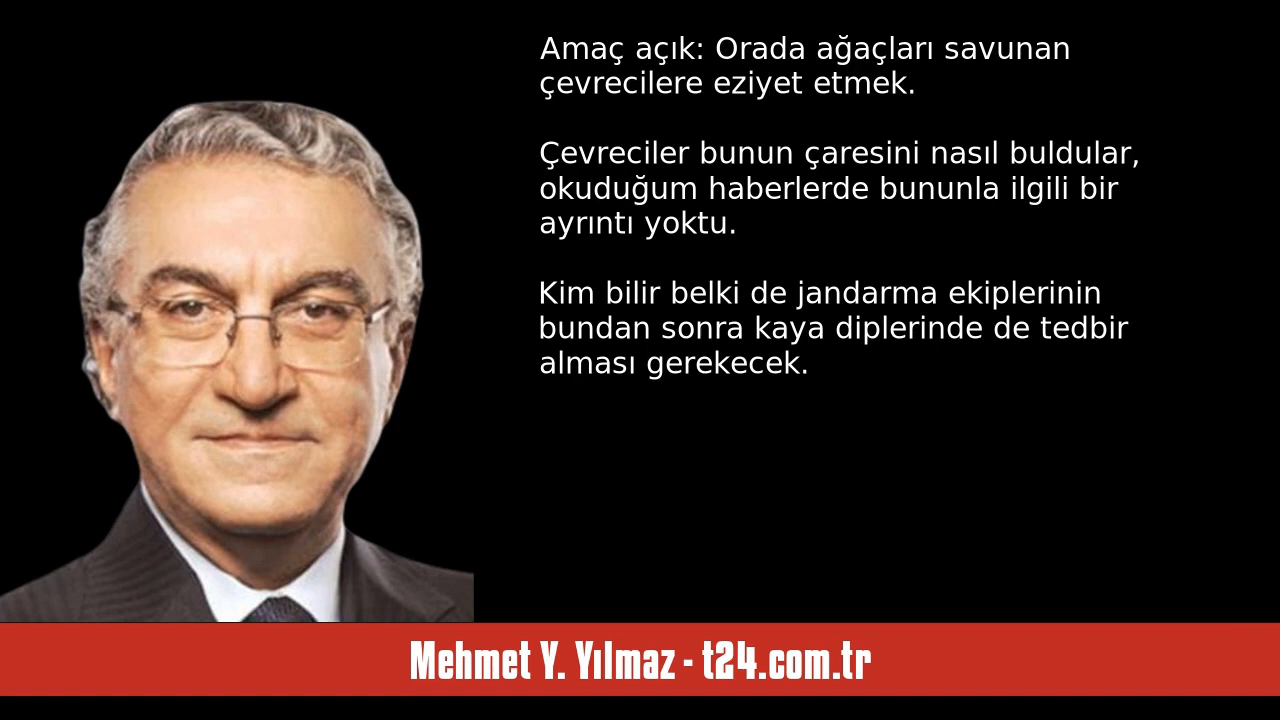 Amaç açık: Orada ağaçları savunan
çevrecilere eziyet etmek.
Çevreciler bunun çaresini nasıl buldular,
okuduğum haberlerde bununla ilgili bir
ayrıntı yoktu.
Kim bilir belki de jandarma ekiplerinin
bundan sonra kaya diplerinde de tedbir
alması gerekecek.
Mehmet Y. Yılmaz - t24.com.tr